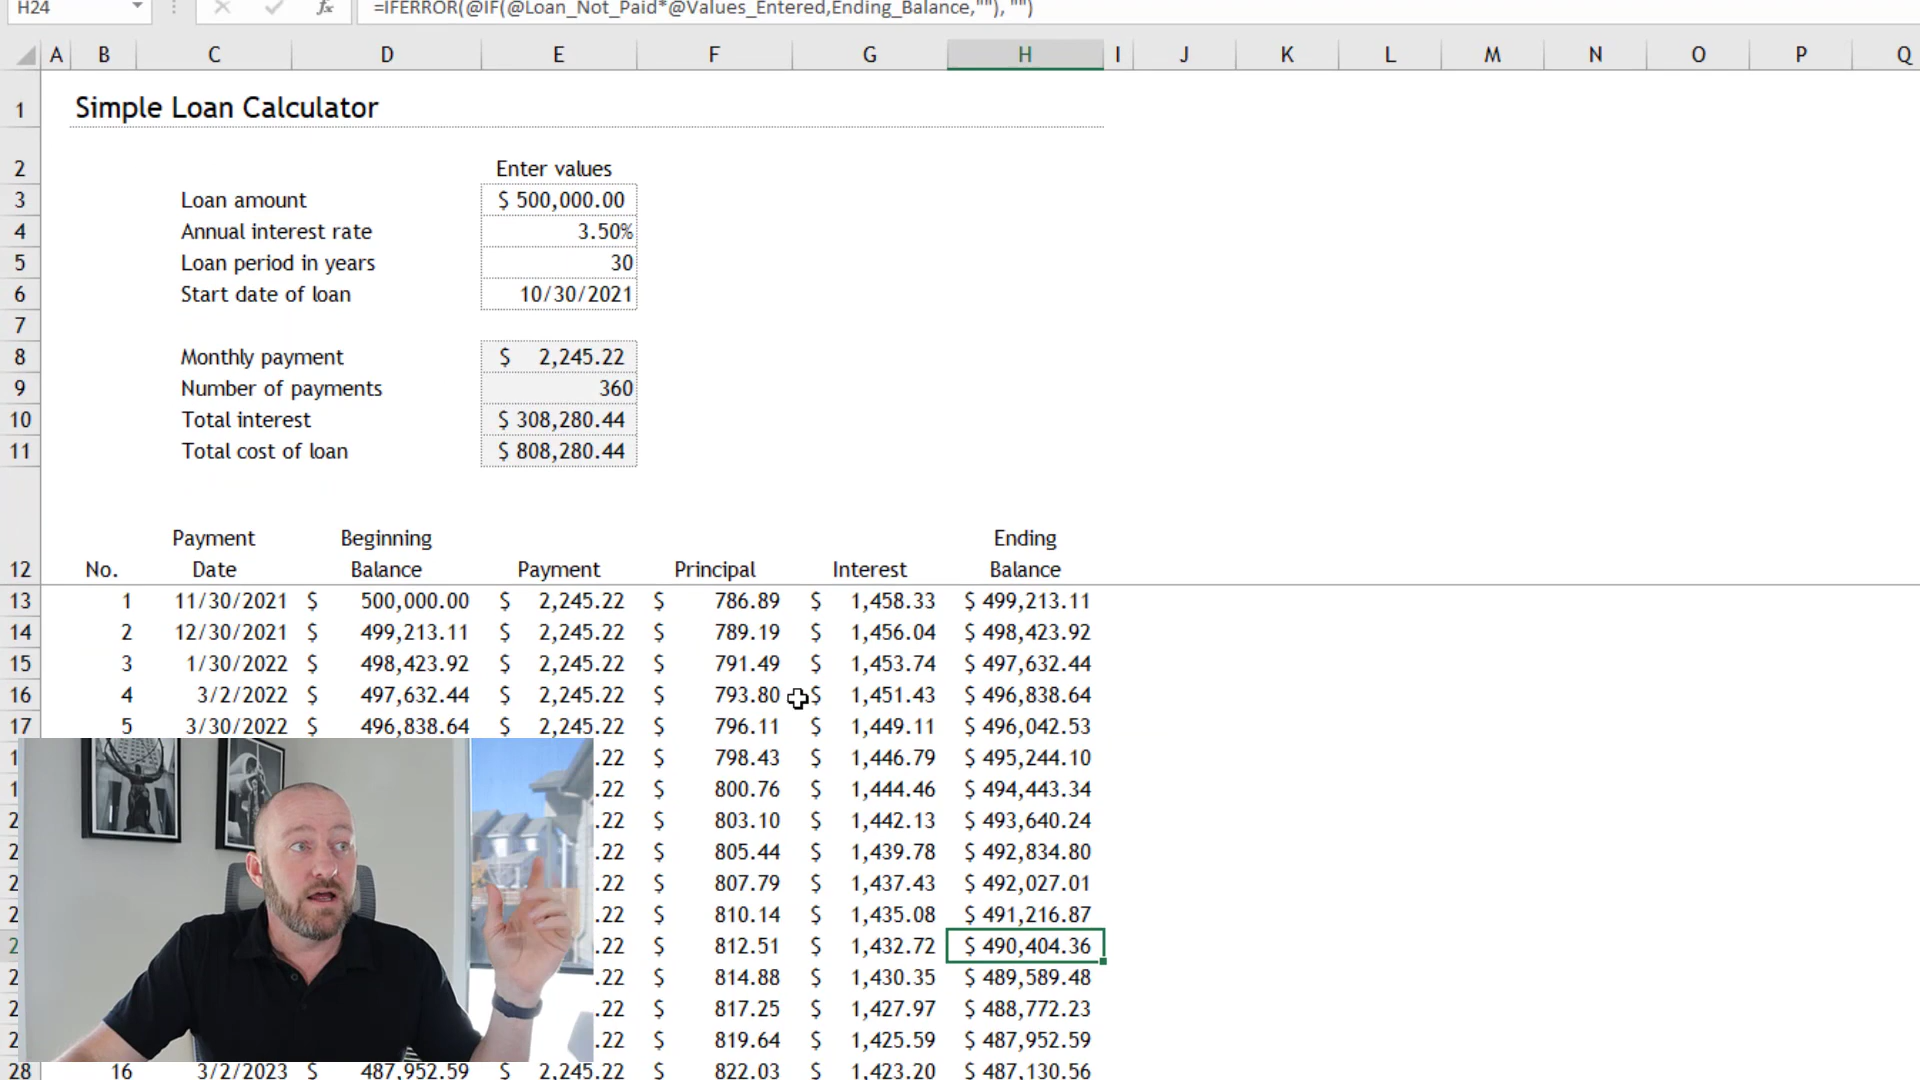 H24 fx =IFERROR(@IF(@Loan_Not_Paid*@Values_Entered,Ending_Balance,""), "")
A B C D E F G H I J K L M N O P Q
1 Simple Loan Calculator
2 Enter values
3 Loan amount $ 500,000.00
4 Annual interest rate 3.50%
5 Loan period in years 30
6 Start date of loan 10/30/2021
7
8 Monthly payment $ 2,245.22
9 Number of payments 360
10 Total interest $ 308,280.44
11 Total cost of loan $ 808,280.44
Payment Beginning Ending
12 No. Date Balance Payment Principal Interest Balance
13 1 11/30/2021 $ 500,000.00 $ 2,245.22 $ 786.89 $ 1,458.33 $ 499,213.11
14 2 12/30/2021 $ 499,213.11 $ 2,245.22 $ 789.19 $ 1,456.04 $ 498,423.92
15 3 1/30/2022 $ 498,423.92 $ 2,245.22 $ 791.49 $ 1,453.74 $ 497,632.44
16 4 3/2/2022 $ 497,632.44 $ 2,245.22 $ 793.80 $ 1,451.43 $ 496,838.64
17 5 3/30/2022 $ 496,838.64 $ 2,245.22 $ 796.11 $ 1,449.11 $ 496,042.53
1 .22 $ 798.43 $ 1,446.79 $ 495,244.10
1 .22 $ 800.76 $ 1,444.46 $ 494,443.34
2 .22 $ 803.10 $ 1,442.13 $ 493,640.24
2 .22 $ 805.44 $ 1,439.78 $ 492,834.80
2 .22 $ 807.79 $ 1,437.43 $ 492,027.01
2 .22 $ 810.14 $ 1,435.08 $ 491,216.87
2 .22 $ 812.51 $ 1,432.72 $ 490,404.36
2 .22 $ 814.88 $ 1,430.35 $ 489,589.48
2 .22 $ 817.25 $ 1,427.97 $ 488,772.23
2 .22 $ 819.64 $ 1,425.59 $ 487,952.59
28 16 3/2/2023 $ 487,952.59 $ 2,245.22 $ 822.03 $ 1,423.20 $ 487,130.56